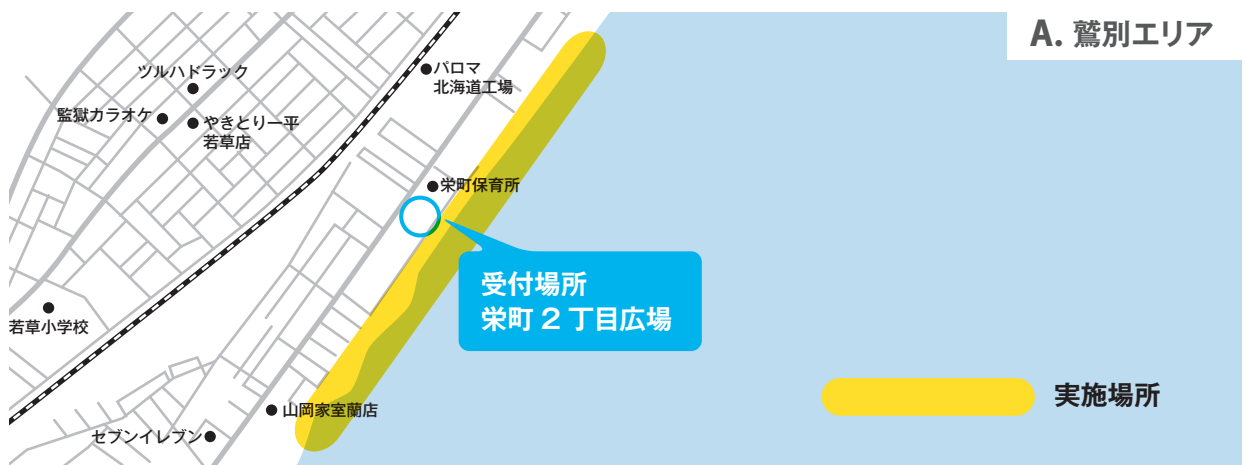 A. 鷲別エリア
ツルハドラック
パロマ
北海道工場
監獄カラオケ
やきとり一平
若草店
栄町保育所
受付場所
栄町 2 丁目広場
若草小学校
実施場所
山岡家室蘭店
セブンイレブン